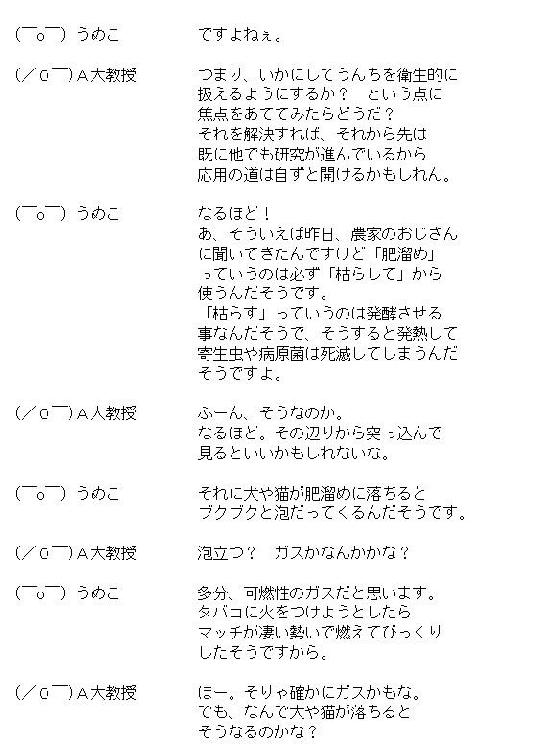 (￣o￣) うめこ　ですよねぇ。
(／ロ￣)Ａ大教授　つまり、いかにしてうんちを衛生的に
扱えるようにするか？　という点に
焦点をあててみたらどうだ？
それを解決すれば、それから先は
既に他でも研究が進んでいるから
応用の道は自ずと開けるかもしれん。
(￣o￣) うめこ　なるほど！
あ、そういえば昨日、農家のおじさん
に聞いてきたんですけど「肥溜め」
っていうのは必ず「枯らして」から
使うんだそうです。
「枯らす」っていうのは発酵させる
事なんだそうで、そうすると発熱して
寄生虫や病原菌は死滅してしまうんだ
そうですよ。
(／ロ￣)Ａ大教授　ふーん、そうなのか。
なるほど。その辺りから突っ込んで
見るといいかもしれないな。
(￣o￣) うめこ　それに犬や猫が肥溜めに落ちると
ブクブクと泡だってくるんだそうです。
(／ロ￣)Ａ大教授　泡立つ？　ガスかなんかかな？
(￣o￣) うめこ　多分、可燃性のガスだと思います。
タバコに火をつけようとしたら
マッチが凄い勢いで燃えてびっくり
したそうですから。
(／ロ￣)Ａ大教授　ほー。そりゃ確かにガスかもな。
でも、なんで犬や猫が落ちると
そうなるのかな？